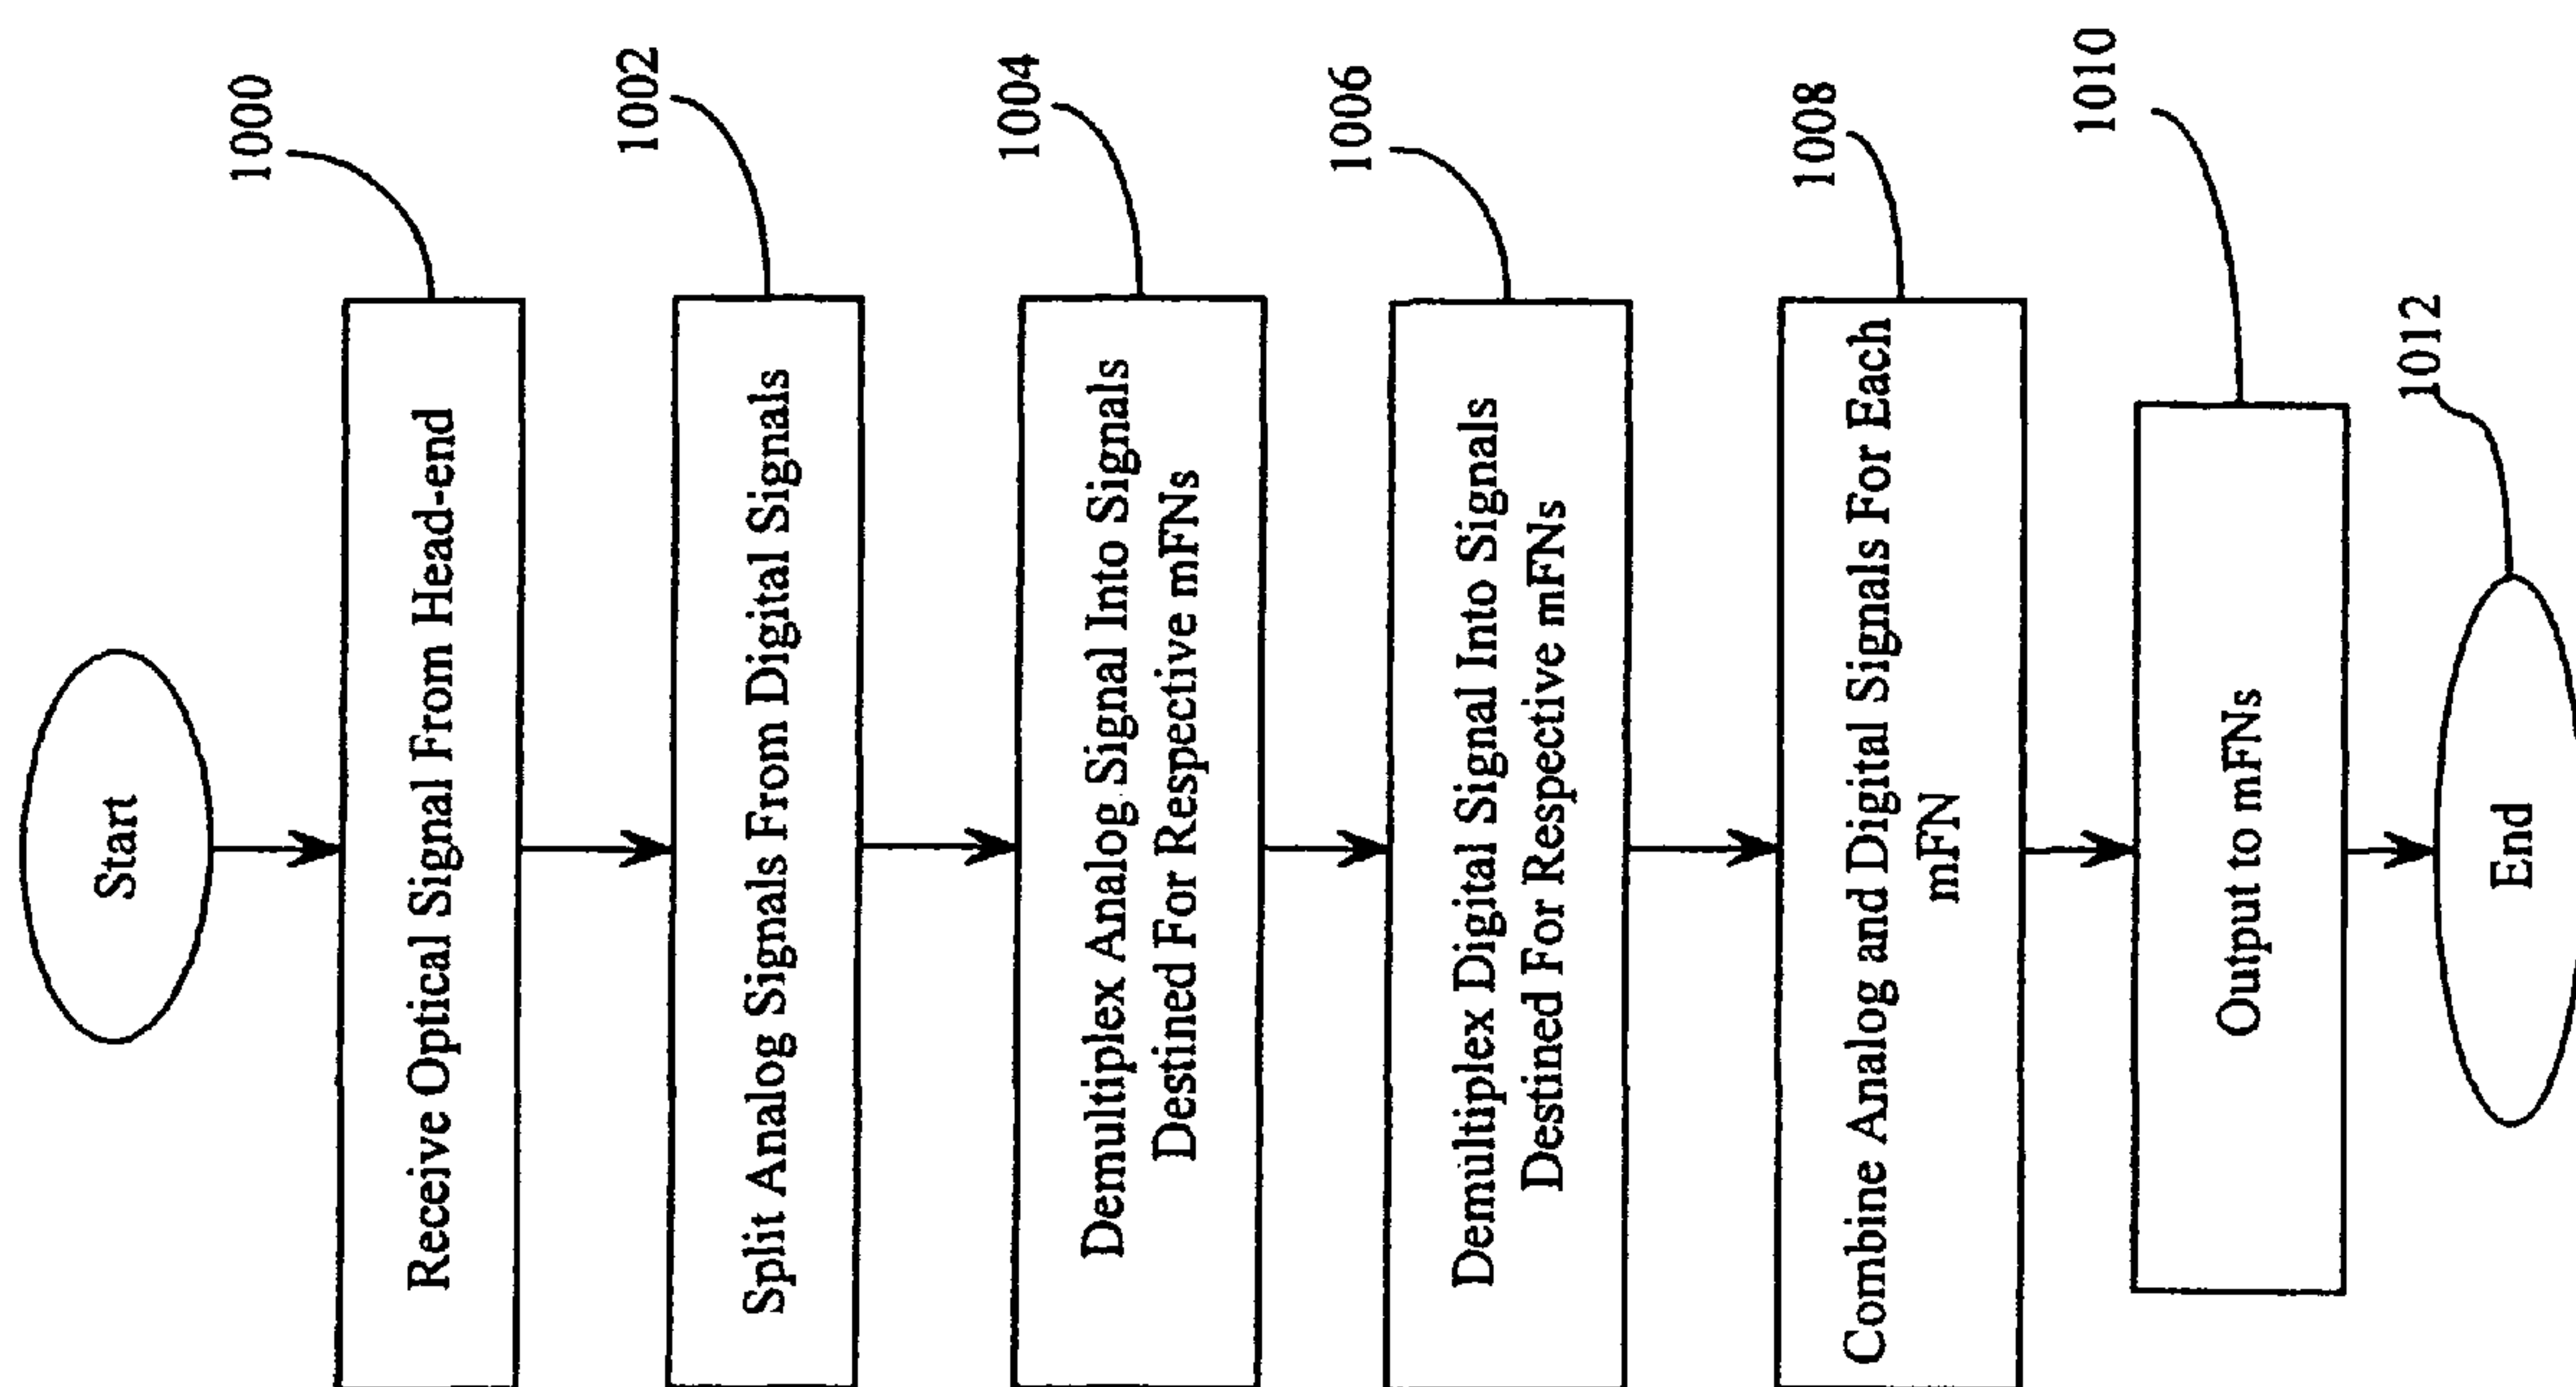 Start
1000
Receive Optical Signal From Head-end
1002
Split Analog Signals From Digital Signals
1004
Demultiplex Analog Signal Into Signals
Destined For Respective mFNs
1006
Demultiplex Digital Signal Into Signals
Destined For Respective mFNs
1008
Combine Analog and Digital Signals For Each
mFN
1010
Output to mFNs
1012
End